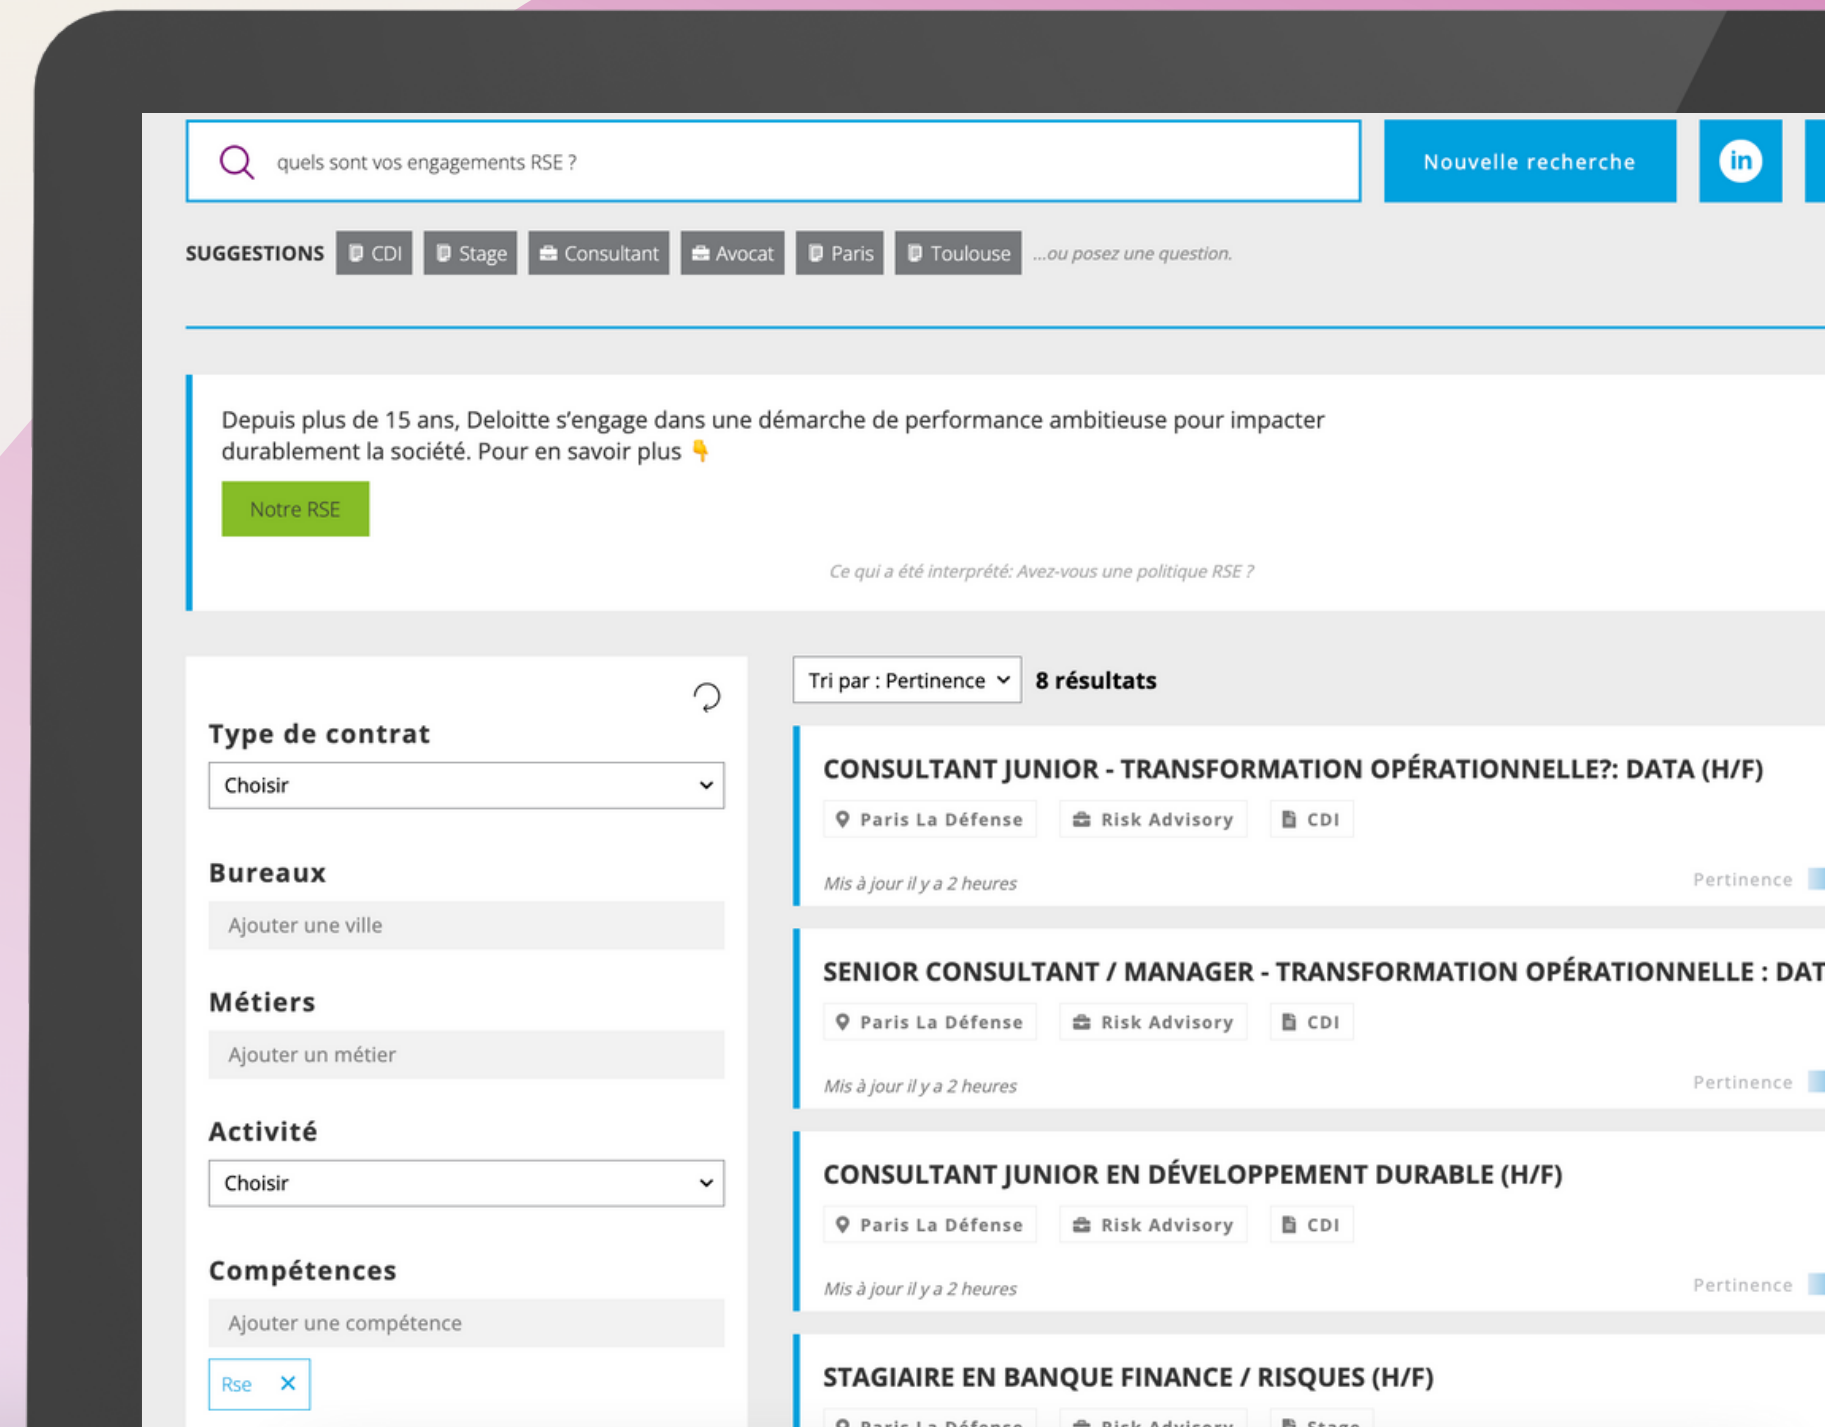 quels sont vos engagements RSE ?
Nouvelle recherche
in
SUGGESTIONS CDI Stage Consultant Avocat Paris Toulouse ...ou posez une question.
Depuis plus de 15 ans, Deloitte s’engage dans une démarche de performance ambitieuse pour impacter
durablement la société. Pour en savoir plus 👇
Notre RSE
Ce qui a été interprété: Avez-vous une politique RSE ?
Type de contrat
Choisir
Bureaux
Ajouter une ville
Métiers
Ajouter un métier
Activité
Choisir
Compétences
Ajouter une compétence
Rse ×
Tri par : Pertinence 8 résultats
CONSULTANT JUNIOR - TRANSFORMATION OPÉRATIONNELLE?: DATA (H/F)
Paris La Défense Risk Advisory CDI
Mis à jour il y a 2 heures Pertinence
SENIOR CONSULTANT / MANAGER - TRANSFORMATION OPÉRATIONNELLE : DAT
Paris La Défense Risk Advisory CDI
Mis à jour il y a 2 heures Pertinence
CONSULTANT JUNIOR EN DÉVELOPPEMENT DURABLE (H/F)
Paris La Défense Risk Advisory CDI
Mis à jour il y a 2 heures Pertinence
STAGIAIRE EN BANQUE FINANCE / RISQUES (H/F)
Paris La Défense Risk Advisory Stage